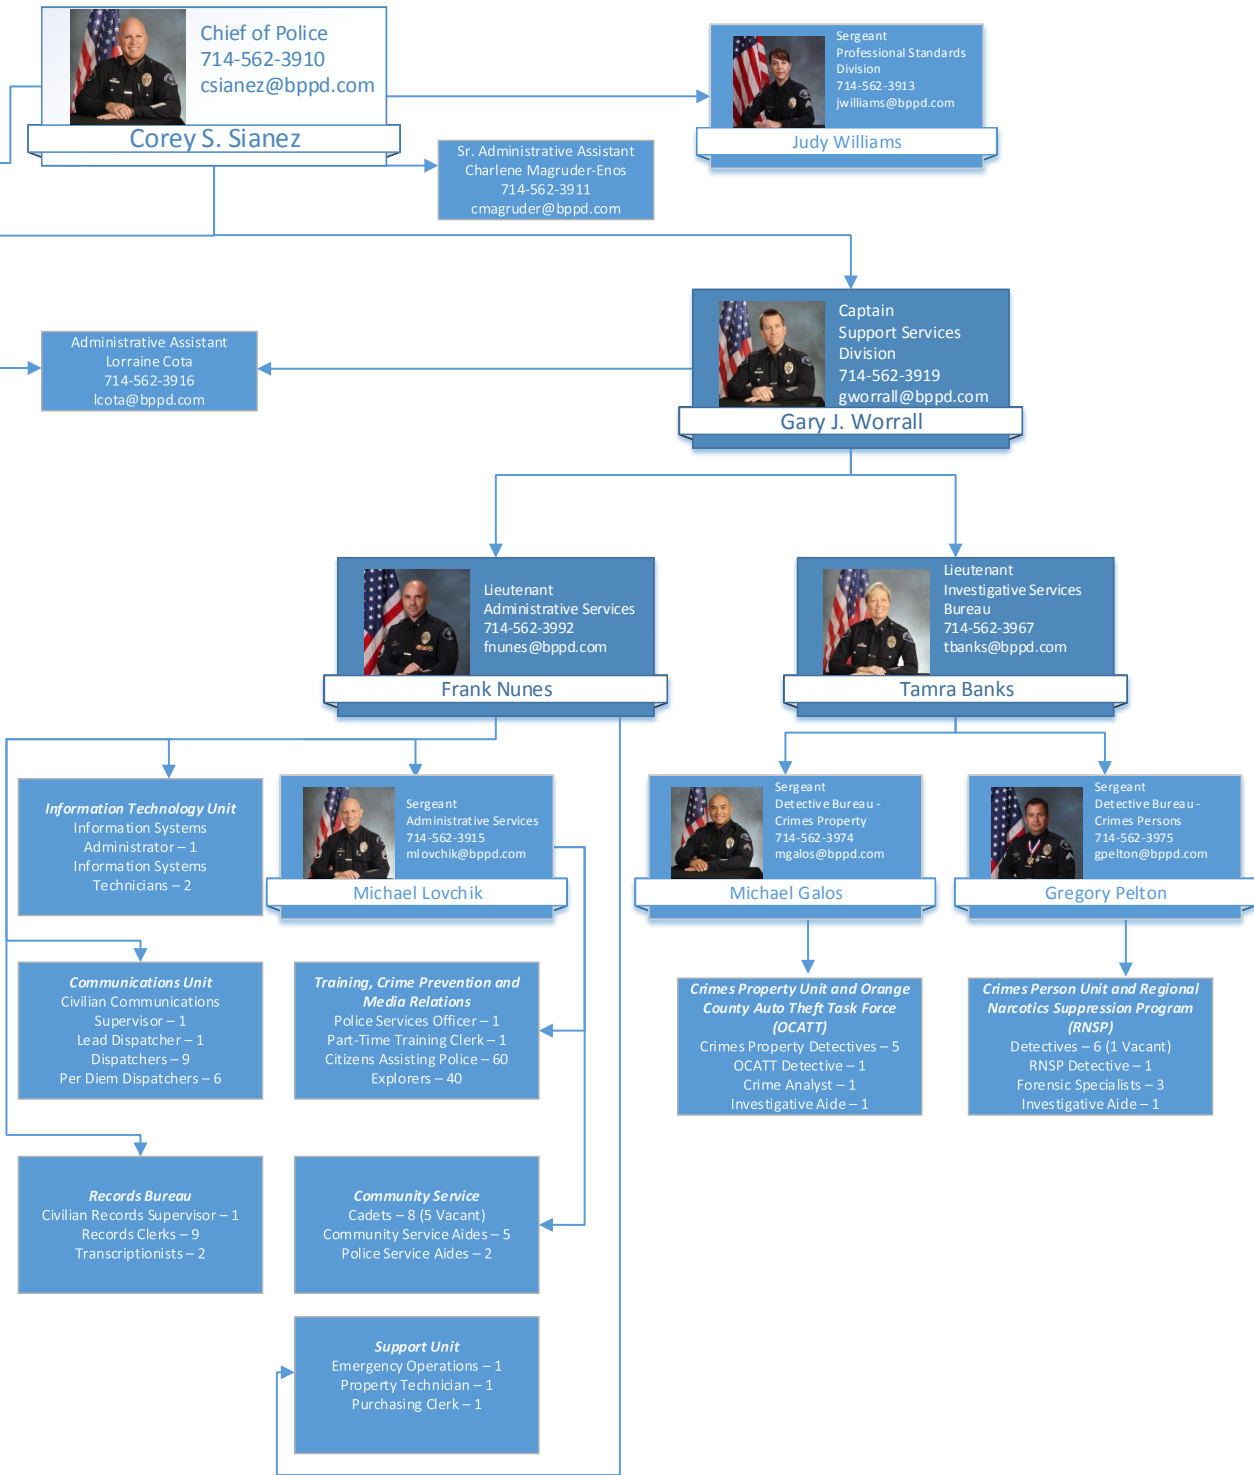 Chief of Police
714-562-3910
csianez@bppd.com
Corey S. Sianez
Sergeant
Professional Standards
Division
714-562-3913
jwilliams@bppd.com
Judy Williams
Sr. Administrative Assistant
Charlene Magruder-Enos
714-562-3911
cmagruder@bppd.com
Captain
Support Services
Division
714-562-3919
gworrall@bppd.com
Gary J. Worrall
Administrative Assistant
Lorraine Cota
714-562-3916
lcota@bppd.com
Lieutenant
Administrative Services
714-562-3992
fnunes@bppd.com
Frank Nunes
Lieutenant
Investigative Services
Bureau
714-562-3967
tbanks@bppd.com
Tamra Banks
Information Technology Unit
Information Systems
Administrator – 1
Information Systems
Technicians – 2
Sergeant
Administrative Services
714-562-3915
mlovchik@bppd.com
Michael Lovchik
Sergeant
Detective Bureau -
Crimes Property
714-562-3974
mgalos@bppd.com
Michael Galos
Sergeant
Detective Bureau -
Crimes Persons
714-562-3975
gpelton@bppd.com
Gregory Pelton
Communications Unit
Civilian Communications
Supervisor – 1
Lead Dispatcher – 1
Dispatchers – 9
Per Diem Dispatchers – 6
Training, Crime Prevention and
Media Relations
Police Services Officer – 1
Part-Time Training Clerk – 1
Citizens Assisting Police – 60
Explorers – 40
Crimes Property Unit and Orange
County Auto Theft Task Force
(OCATT)
Crimes Property Detectives – 5
OCATT Detective – 1
Crime Analyst – 1
Investigative Aide – 1
Crimes Person Unit and Regional
Narcotics Suppression Program
(RNSP)
Detectives – 6 (1 Vacant)
RNSP Detective – 1
Forensic Specialists – 3
Investigative Aide – 1
Records Bureau
Civilian Records Supervisor – 1
Records Clerks – 9
Transcriptionists – 2
Community Service
Cadets – 8 (5 Vacant)
Community Service Aides – 5
Police Service Aides – 2
Support Unit
Emergency Operations – 1
Property Technician – 1
Purchasing Clerk – 1